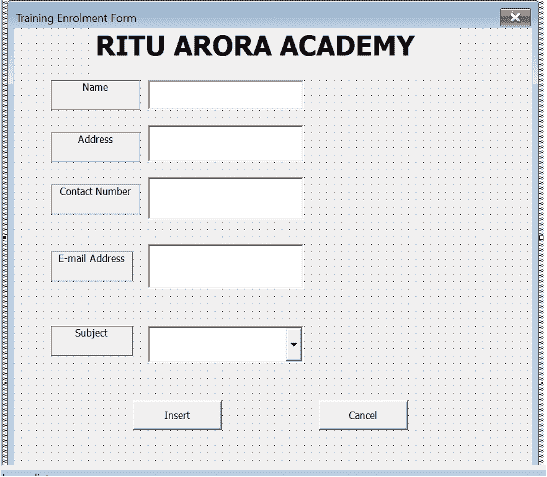 Training Enrolment Form
RITU ARORA ACADEMY
Name
Address
Contact Number
E-mail Address
Subject
Insert
Cancel